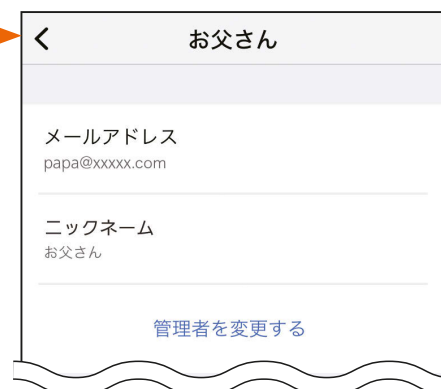 お父さん
メールアドレス
papa@xxxxx.com
ニックネーム
お父さん
管理者を変更する